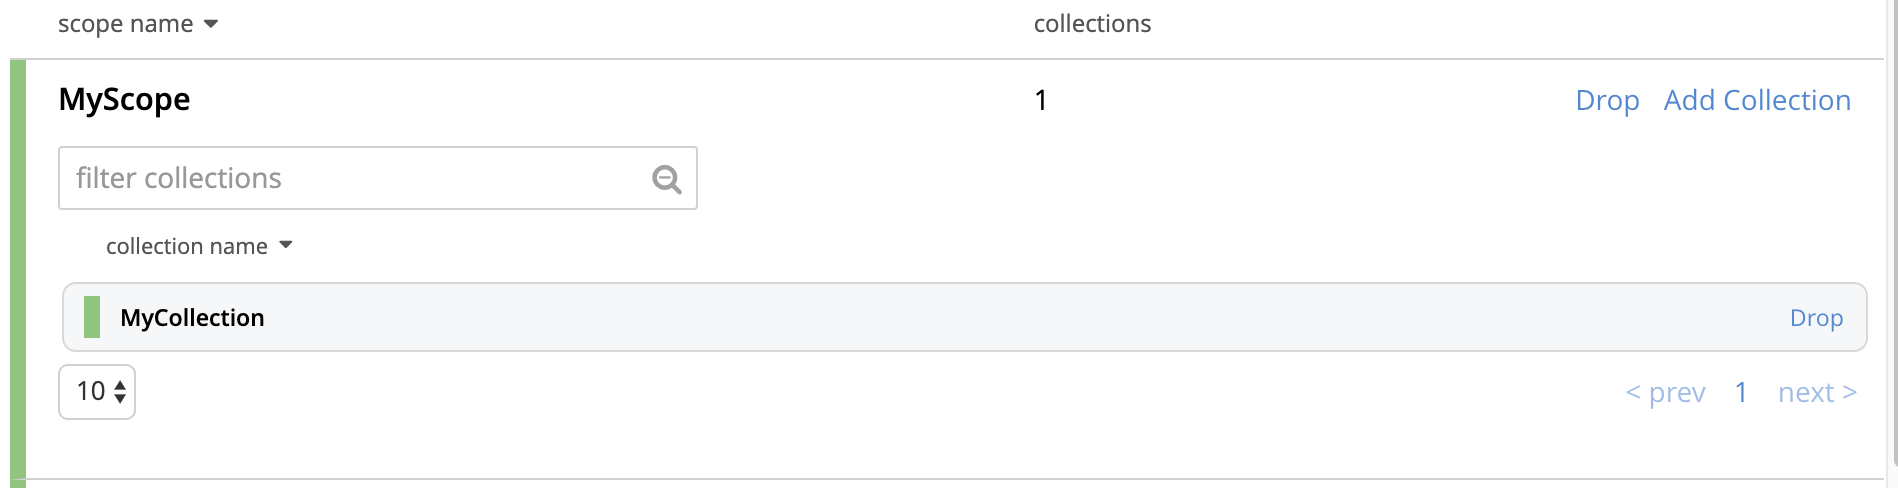 scope name collections
MyScope 1 Drop Add Collection
filter collections
collection name
MyCollection Drop
10 < prev 1 next >